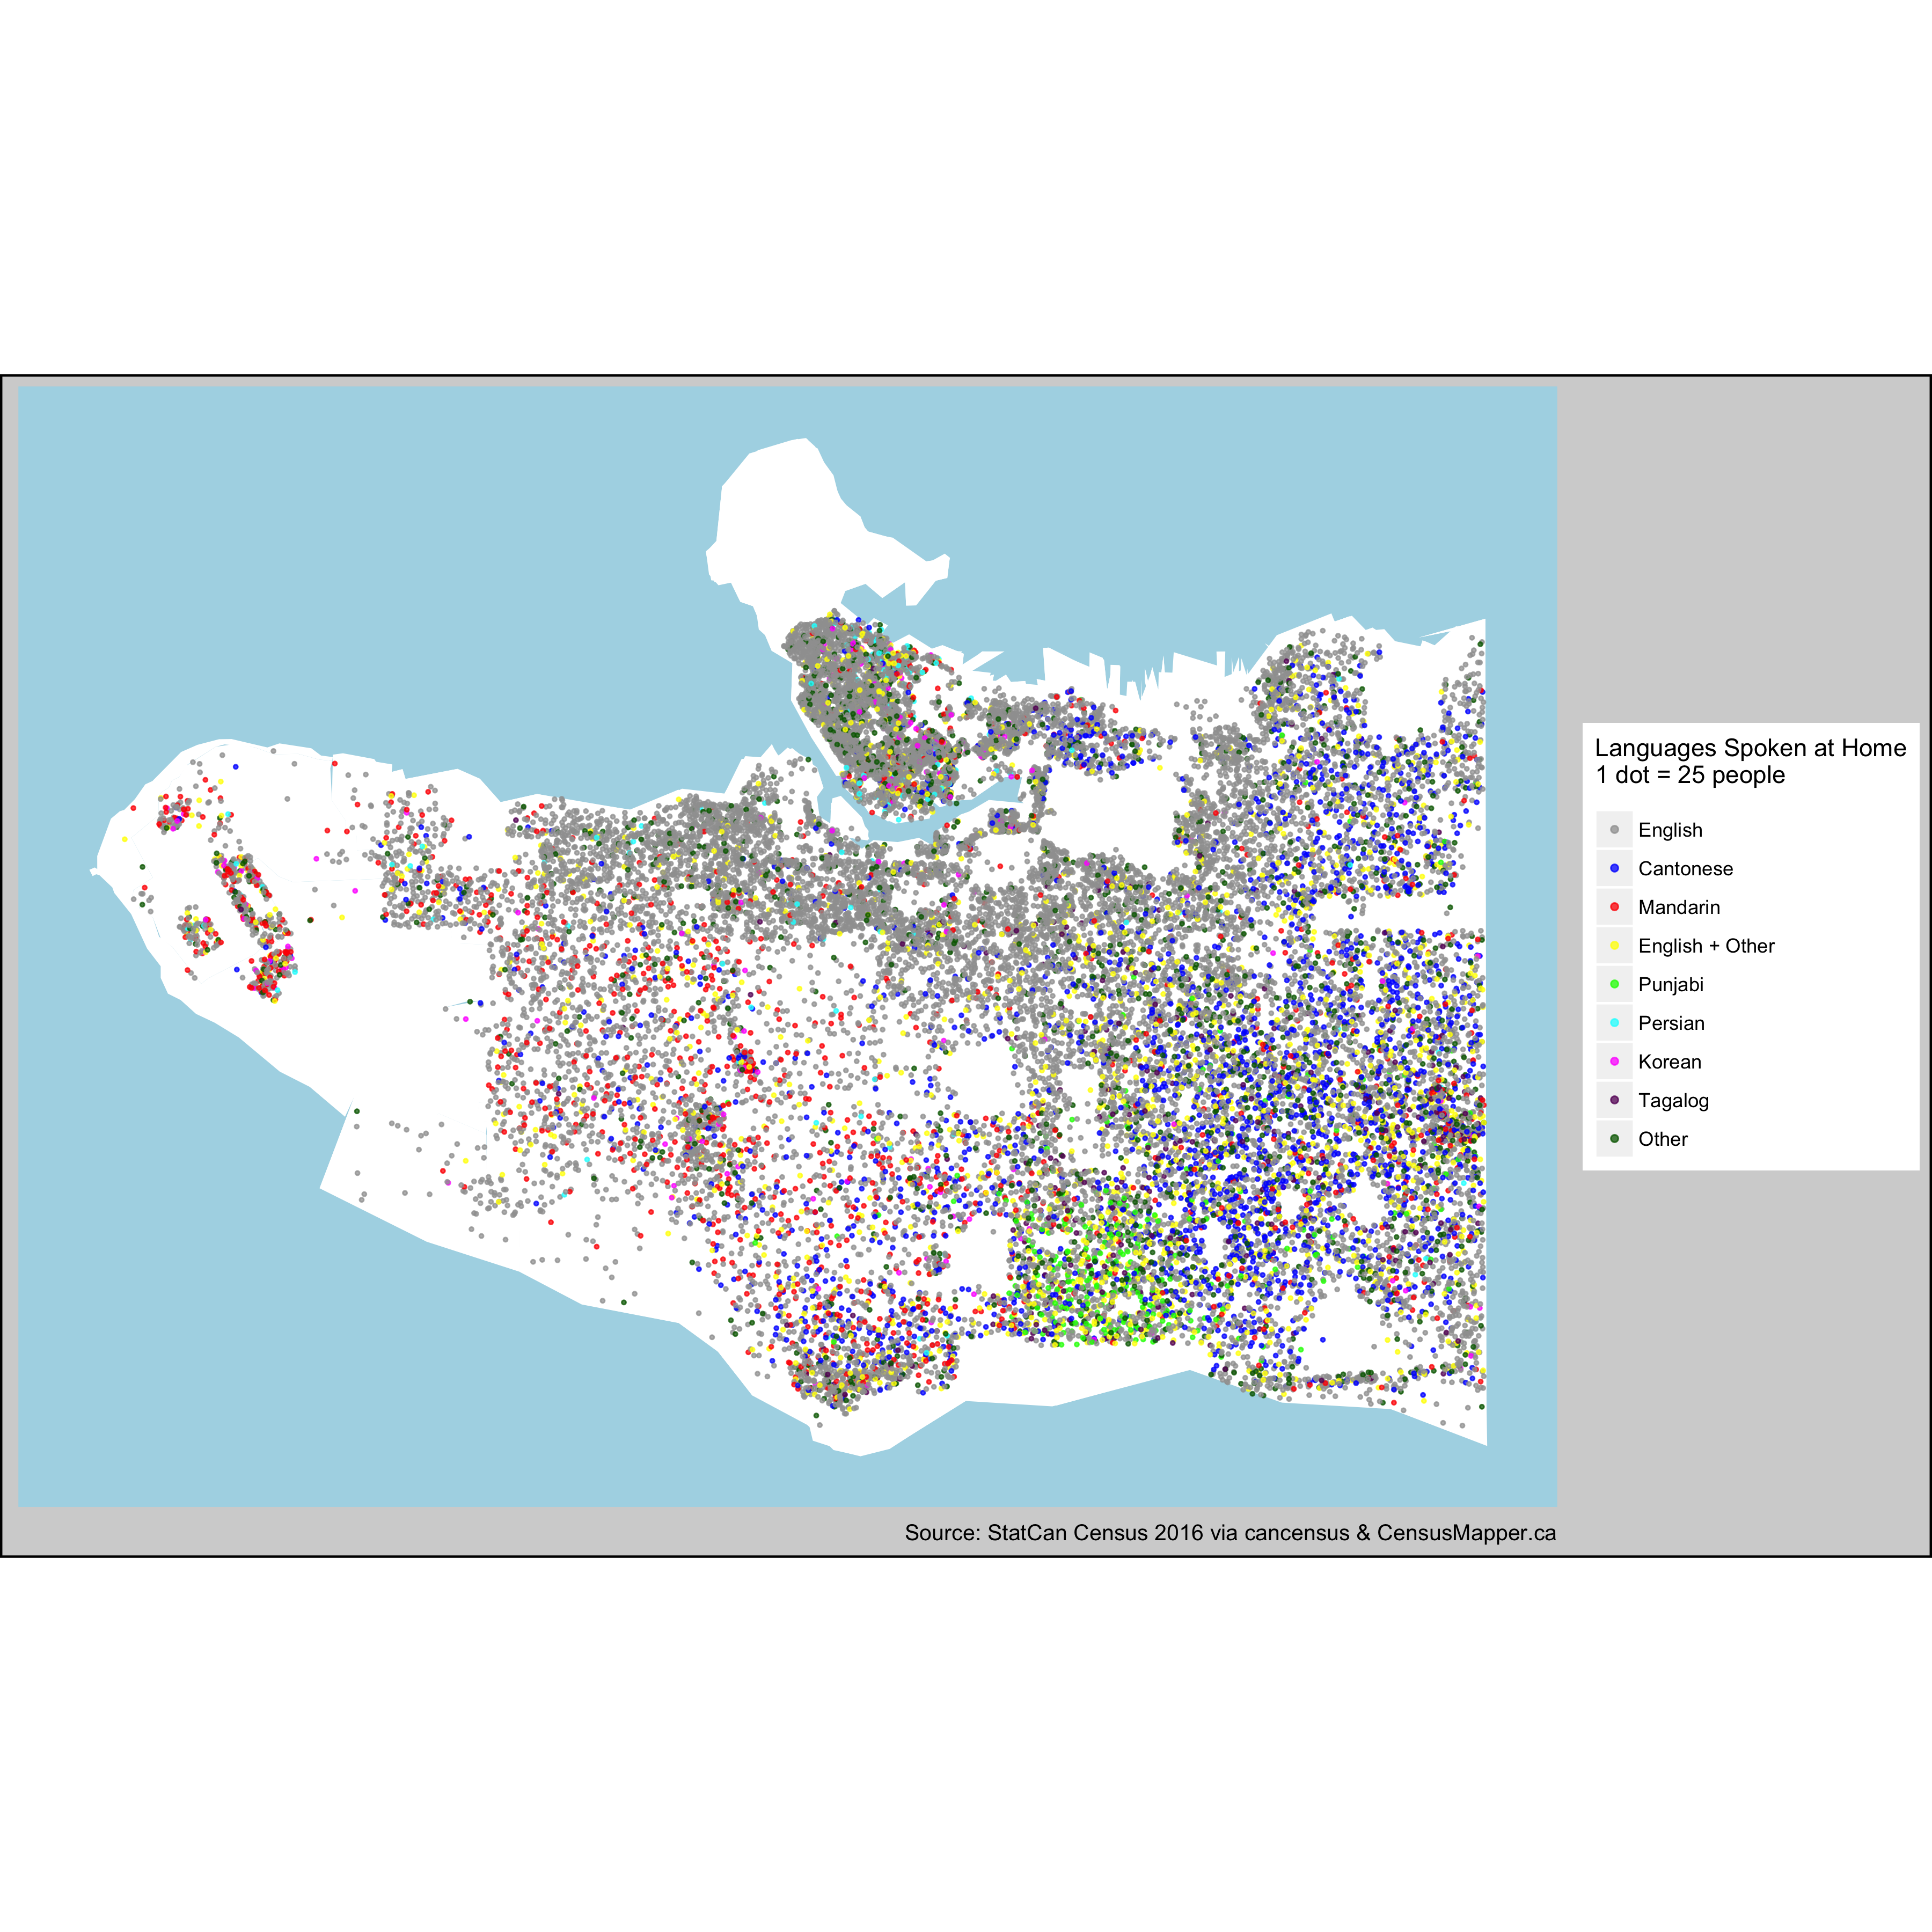 Languages Spoken at Home
1 dot = 25 people
English
Cantonese
Mandarin
English + Other
Punjabi
Persian
Korean
Tagalog
Other
Source: StatCan Census 2016 via cancensus & CensusMapper.ca